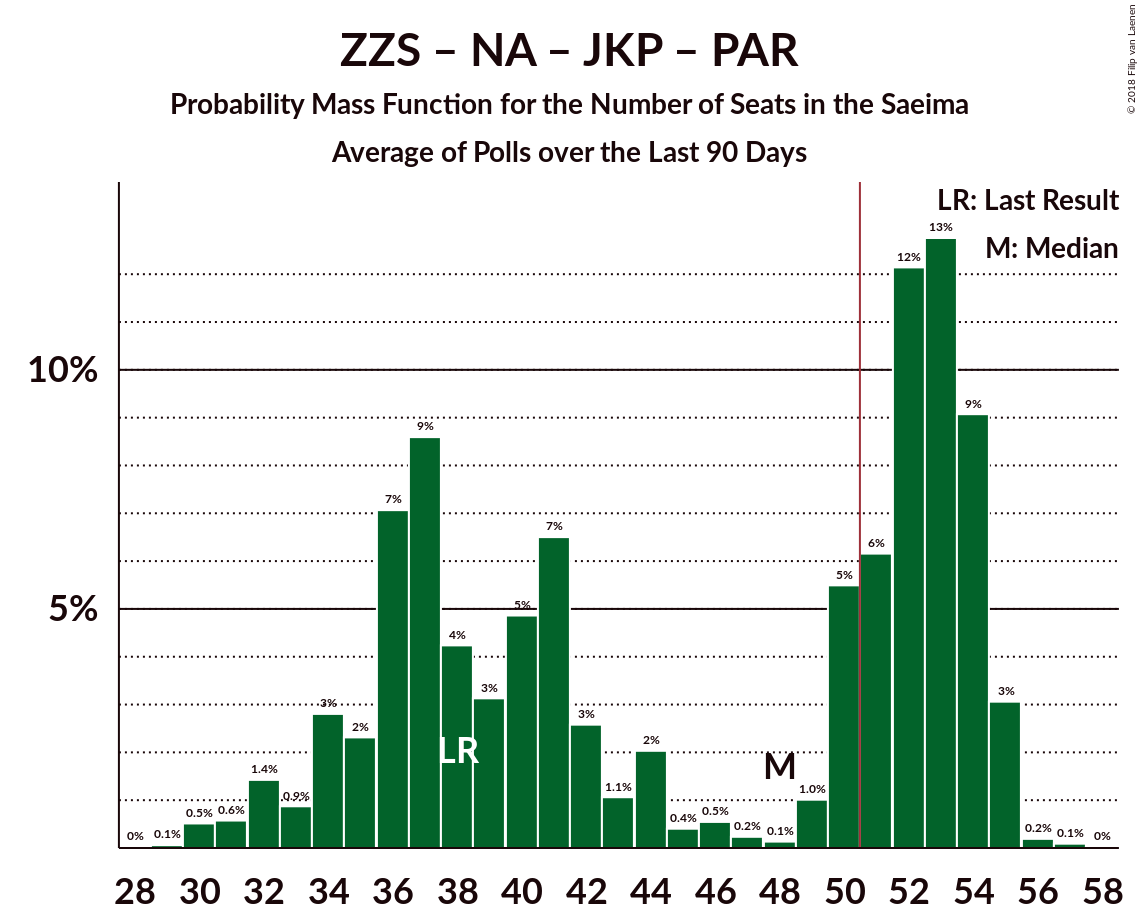 ZZS – NA – JKP – PAR
Probability Mass Function for the Number of Seats in the Saeima
Average of Polls over the Last 90 Days
© 2018 Filip van Laenen
LR: Last Result
M: Median
10%
5%
0% 0.1% 0.5% 0.6% 1.4% 0.9% 3% 2% 7% 9% 4% 3% 5% 7% 3% 1.1% 2% 0.4% 0.5% 0.2% 0.1% 1.0% 5% 6% 12% 13% 9% 3% 0.2% 0.1% 0%
LR
M
28 30 32 34 36 38 40 42 44 46 48 50 52 54 56 58